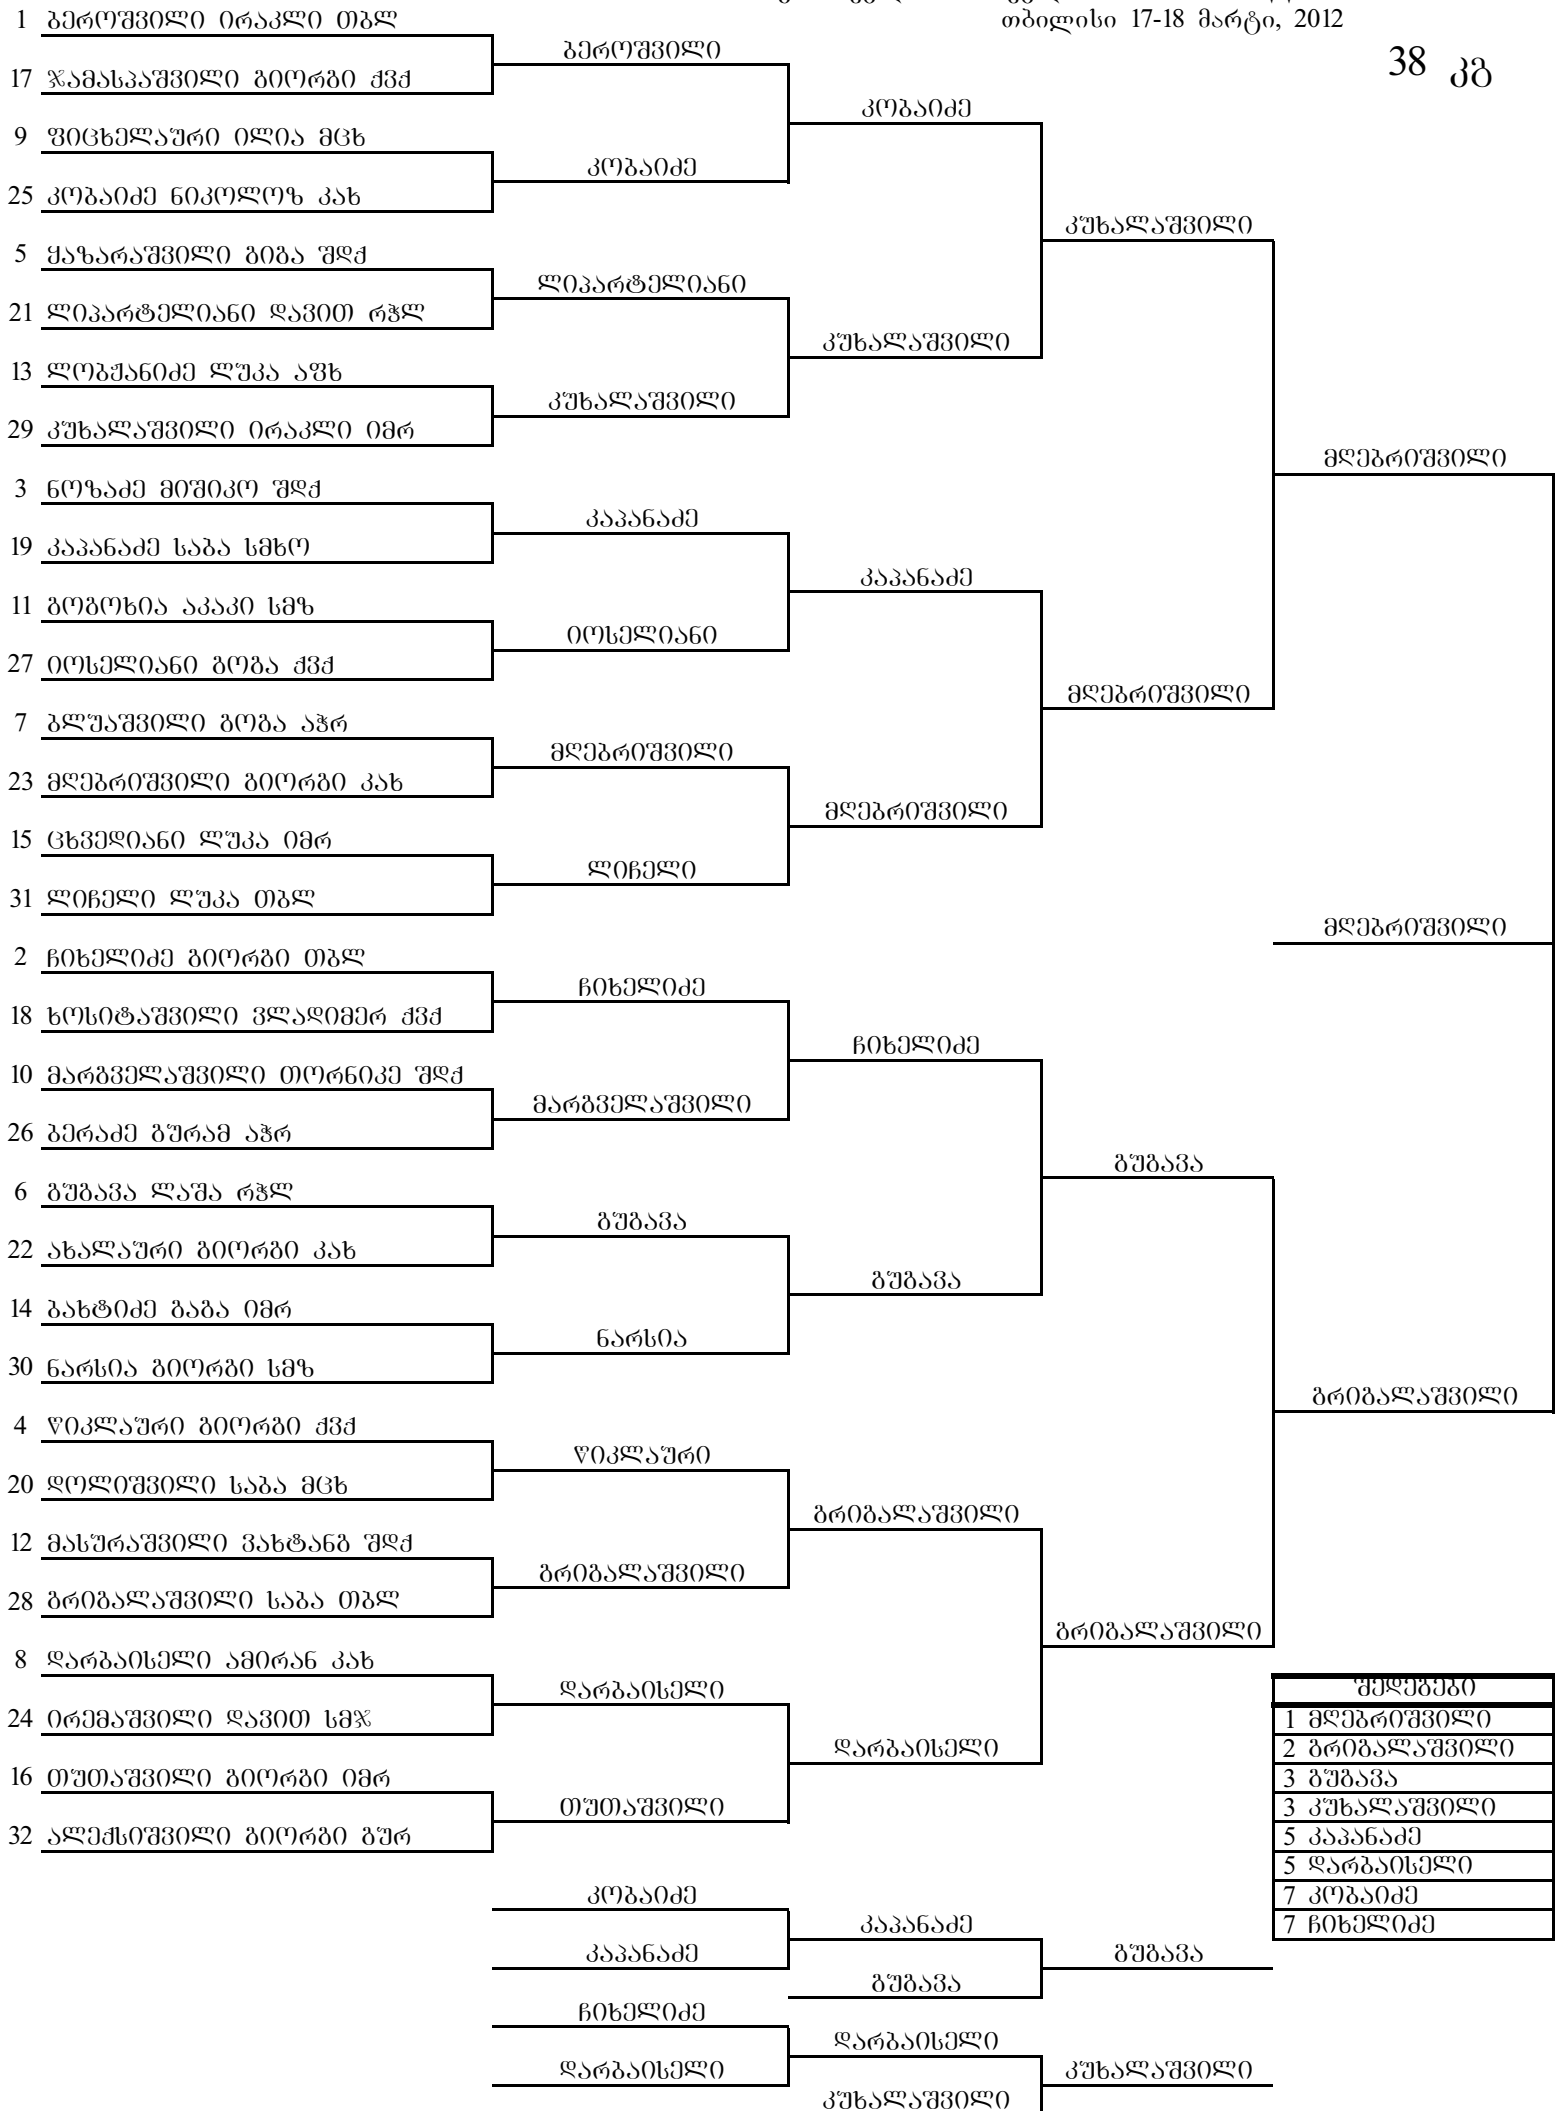 თბილისი 17-18 მარტი, 2012
38 კგ
1 ბეროშვილი ირაკლი თბლ
17 ჯამასპაშვილი გიორგი ქვქ
9 ფიცხელაური ილია მცხ
25 კობაიძე ნიკოლოზ კახ
5 ყაზარაშვილი გიგა შდქ
21 ლიპარტელიანი დავით რჭლ
13 ლობჟანიძე ლუკა აფხ
29 კუხალაშვილი ირაკლი იმრ
3 ნოზაძე მიშიკო შდქ
19 კაპანაძე საბა სმხო
11 გოგოხია აკაკი სმზ
27 იოსელიანი გოგა ქვქ
7 ბლუაშვილი გოგა აჭრ
23 მღებრიშვილი გიორგი კახ
15 ცხვედიანი ლუკა იმრ
31 ლიჩელი ლუკა თბლ
2 ჩიხელიძე გიორგი თბლ
18 ხოსიტაშვილი ვლადიმერ ქვქ
10 მარგველაშვილი თორნიკე შდქ
26 ბერაძე გურამ აჭრ
6 გუგავა ლაშა რჭლ
22 ახალაური გიორგი კახ
14 ბახტიძე გაგა იმრ
30 ნარსია გიორგი სმზ
4 წიკლაური გიორგი ქვქ
20 დოლიშვილი საბა მცხ
12 მასურაშვილი ვახტანგ შდქ
28 გრიგალაშვილი საბა თბლ
8 დარბაისელი ამირან კახ
24 ირემაშვილი დავით სმჯ
16 თუთაშვილი გიორგი იმრ
32 ალექსიშვილი გიორგი გურ
ბეროშვილი
კობაიძე
ლიპარტელიანი
კუხალაშვილი
კაპანაძე
იოსელიანი
მღებრიშვილი
ლიჩელი
ჩიხელიძე
მარგველაშვილი
გუგავა
ნარსია
წიკლაური
გრიგალაშვილი
დარბაისელი
თუთაშვილი
კობაიძე
კუხალაშვილი
კაპანაძე
მღებრიშვილი
ჩიხელიძე
გუგავა
გრიგალაშვილი
დარბაისელი
კუხალაშვილი
მღებრიშვილი
გუგავა
გრიგალაშვილი
მღებრიშვილი
გრიგალაშვილი
მღებრიშვილი
შედეგები
1 მღებრიშვილი
2 გრიგალაშვილი
3 გუგავა
3 კუხალაშვილი
5 კაპანაძე
5 დარბაისელი
7 კობაიძე
7 ჩიხელიძე
კობაიძე
კაპანაძე
კაპანაძე
გუგავა
გუგავა
ჩიხელიძე
დარბაისელი
დარბაისელი
კუხალაშვილი
კუხალაშვილი